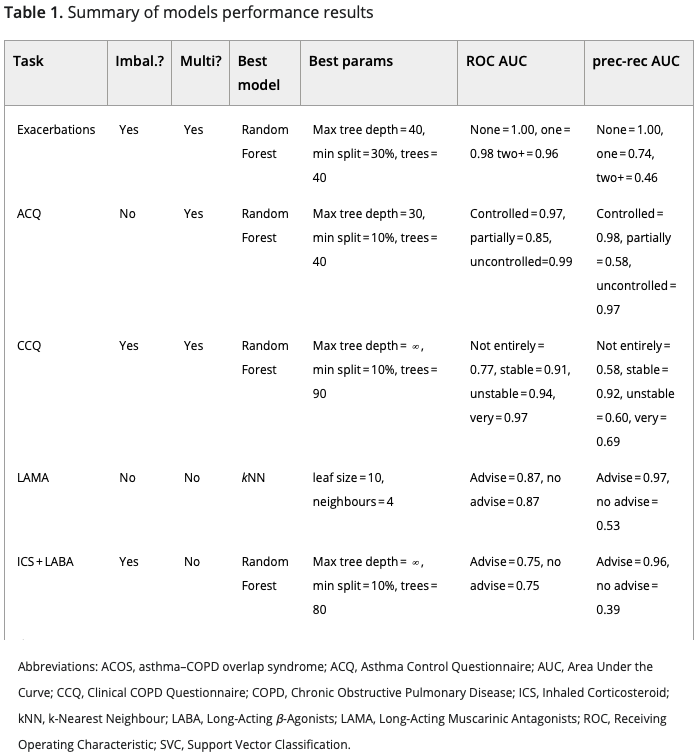 Table 1. Summary of models performance results
Task Imbal.? Multi? Best model Best params ROC AUC prec-rec AUC
Exacerbations Yes Yes Random Forest Max tree depth=40, min split=30%, trees=40 None=1.00, one=0.98 two+=0.96 None=1.00, one=0.74, two+=0.46
ACQ No Yes Random Forest Max tree depth=30, min split=10%, trees=40 Controlled=0.97, partially=0.85, uncontrolled=0.99 Controlled=0.98, partially=0.58, uncontrolled=0.97
CCQ Yes Yes Random Forest Max tree depth= ∞, min split=10%, trees=90 Not entirely=0.77, stable=0.91, unstable=0.94, very=0.97 Not entirely=0.58, stable=0.92, unstable=0.60, very=0.69
LAMA No No kNN leaf size=10, neighbours=4 Advise=0.87, no advise=0.87 Advise=0.97, no advise=0.53
ICS+LABA Yes No Random Forest Max tree depth= ∞, min split=10%, trees=80 Advise=0.75, no advise=0.75 Advise=0.96, no advise=0.39
Abbreviations: ACOS, asthma–COPD overlap syndrome; ACQ, Asthma Control Questionnaire; AUC, Area Under the
Curve; CCQ, Clinical COPD Questionnaire; COPD, Chronic Obstructive Pulmonary Disease; ICS, Inhaled Corticosteroid;
kNN, k-Nearest Neighbour; LABA, Long-Acting β-Agonists; LAMA, Long-Acting Muscarinic Antagonists; ROC, Receiving
Operating Characteristic; SVC, Support Vector Classification.